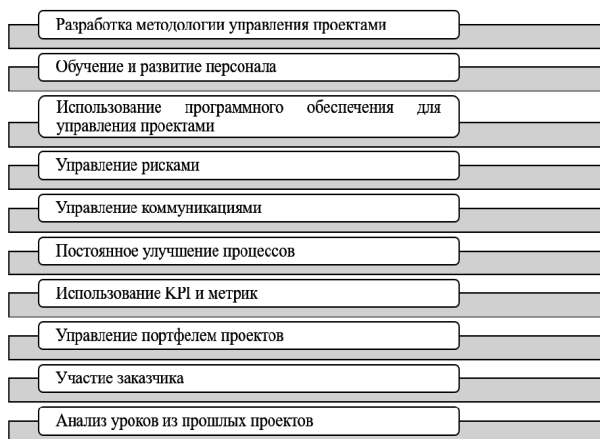 Разработка методологии управления проектами
Обучение и развитие персонала
Использование программного обеспечения для
управления проектами
Управление рисками
Управление коммуникациями
Постоянное улучшение процессов
Использование KPI и метрик
Управление портфелем проектов
Участие заказчика
Анализ уроков из прошлых проектов